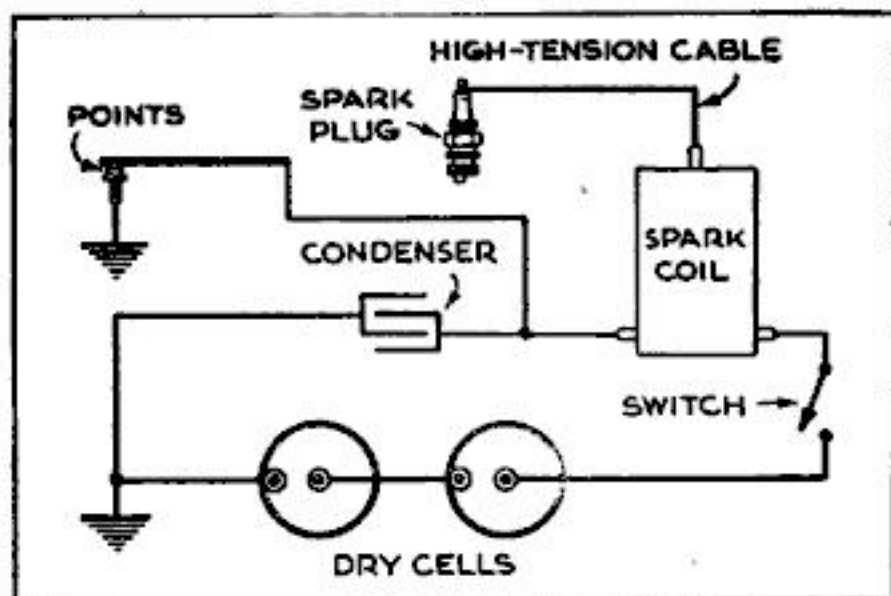 HIGH-TENSION CABLE
SPARK
PLUG
POINTS
SPARK
COIL
CONDENSER
SWITCH
DRY CELLS